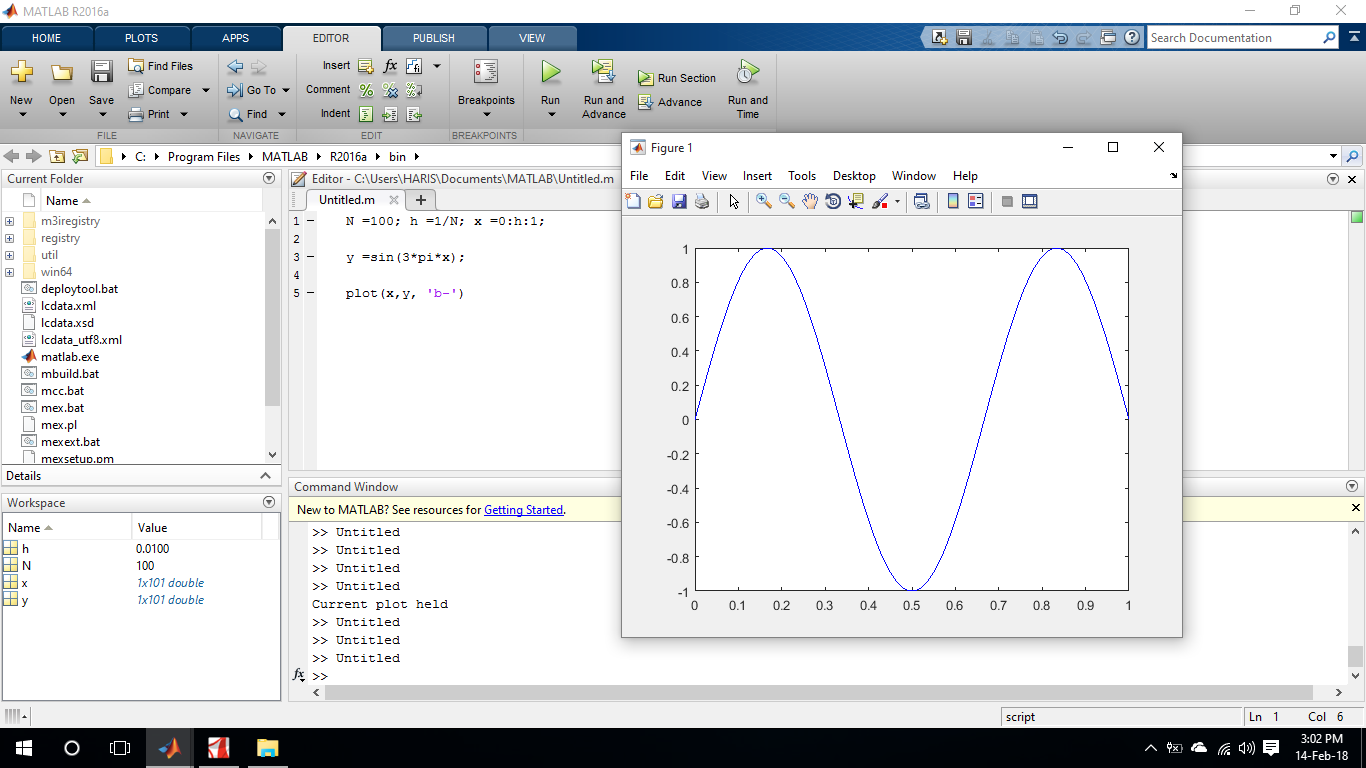 MATLAB R2016a
HOME PLOTS APPS EDITOR PUBLISH VIEW
Search Documentation
New
Open
Save
Find Files
Compare
Print
FILE
Go To
Find
NAVIGATE
Insert fx
Comment
Indent
EDIT
Breakpoints
BREAKPOINTS
Run
Run and Advance
Run Section
Advance
Run and Time
C: Program Files MATLAB R2016a bin
Current Folder
Name
m3iregistry
registry
util
win64
deploytool.bat
lcdata.xml
lcdata.xsd
lcdata_utf8.xml
matlab.exe
mbuild.bat
mcc.bat
mex.bat
mex.pl
mexext.bat
mexsetup.pm
Details
Workspace
Name Value
h 0.0100
N 100
x 1x101 double
y 1x101 double
Editor - C:\Users\HARIS\Documents\MATLAB\Untitled.m
Untitled.m
1 N =100; h =1/N; x =0:h:1;
2
3 y =sin(3*pi*x);
4
5 plot(x,y, 'b-')
Command Window
New to MATLAB? See resources for Getting Started.
>> Untitled
>> Untitled
>> Untitled
>> Untitled
Current plot held
>> Untitled
>> Untitled
>> Untitled
fx >>
Figure 1
File Edit View Insert Tools Desktop Window Help
1
0.8
0.6
0.4
0.2
0
-0.2
-0.4
-0.6
-0.8
-1
0 0.1 0.2 0.3 0.4 0.5 0.6 0.7 0.8 0.9 1
script
Ln 1 Col 6
3:02 PM
14-Feb-18